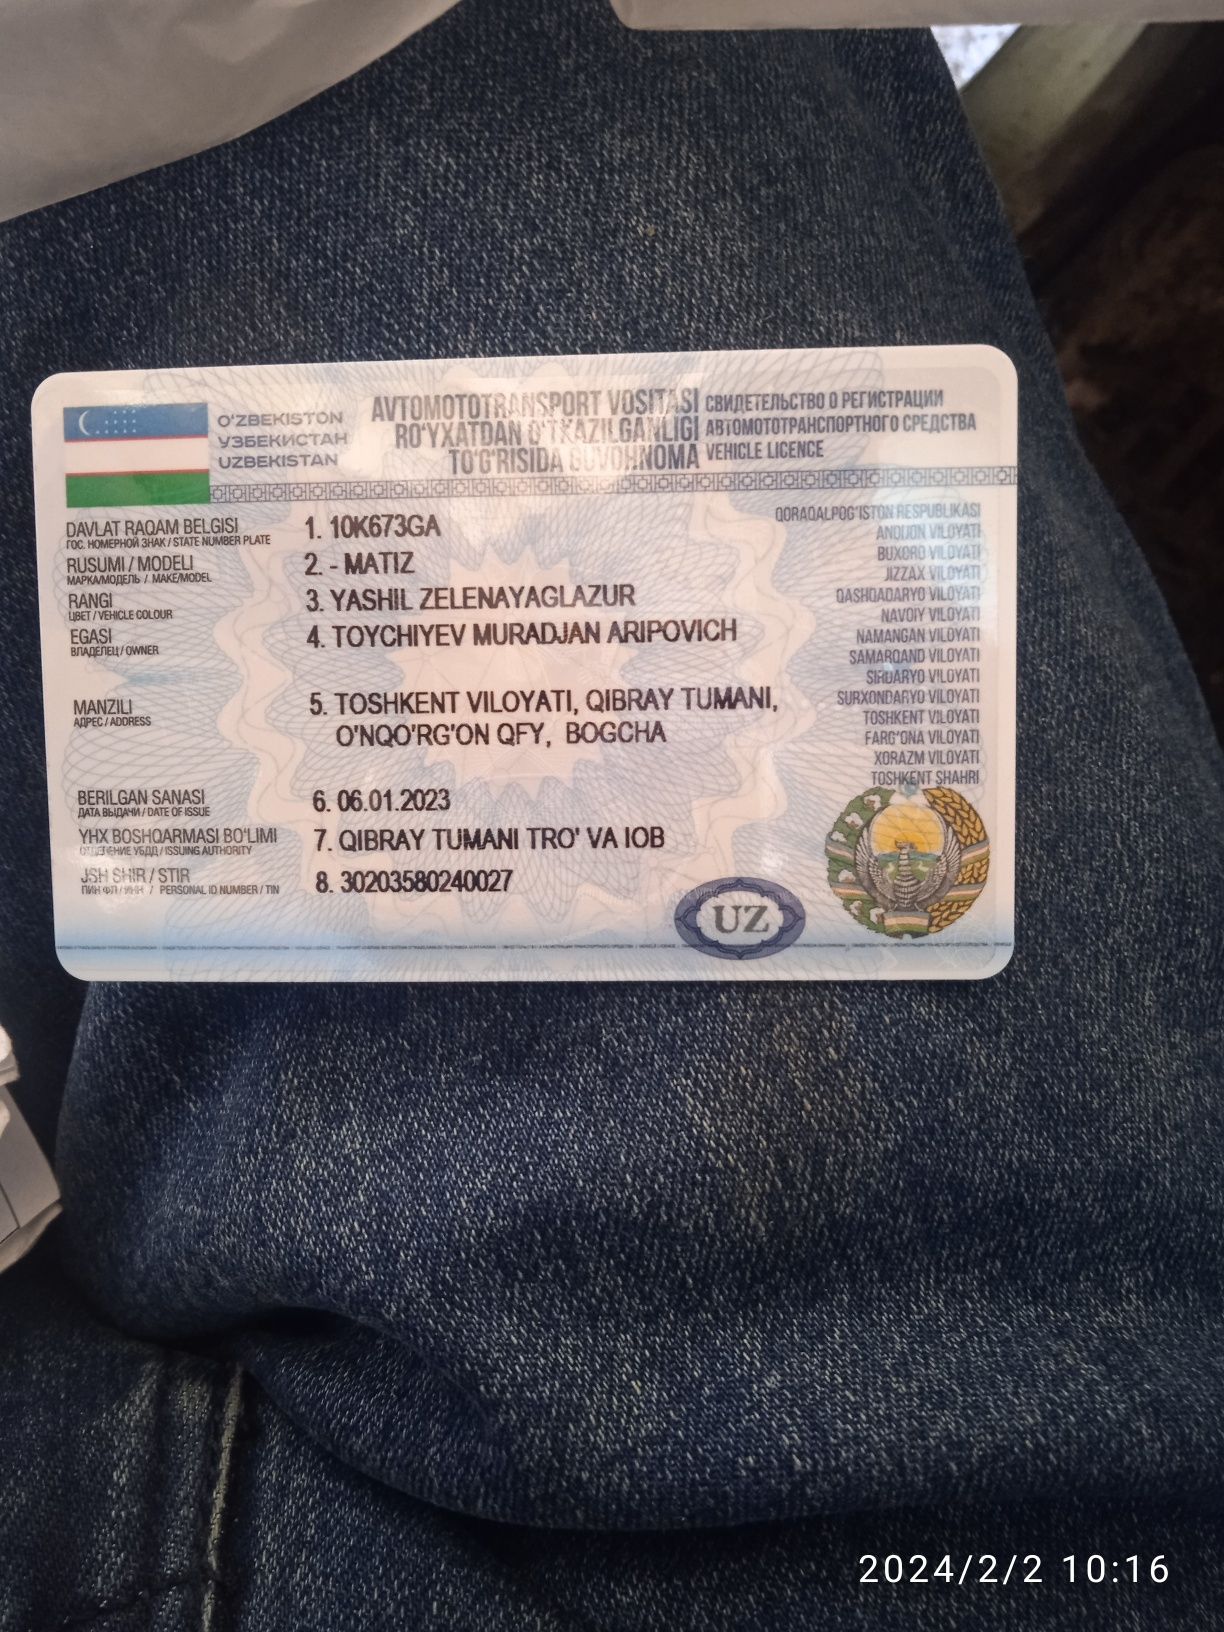 O'ZBEKISTON
УЗБЕКИСТАН
UZBEKISTAN
AVTOMOTOTRANSPORT VOSITASI
RO'YXATDAN O'TKAZILGANLIGI
TO'G'RISIDA GUVOHNOMA
СВИДЕТЕЛЬСТВО О РЕГИСТРАЦИИ
АВТОМОТОТРАНСПОРТНОГО СРЕДСТВА
VEHICLE LICENCE
DAVLAT RAQAM BELGISI 1. 10K673GA
ГОС. НОМЕРНОЙ ЗНАК / STATE NUMBER PLATE
RUSUMI / MODELI 2. - MATIZ
МАРКА/МОДЕЛЬ / MAKE/MODEL
RANGI 3. YASHIL ZELENAYAGLAZUR
ЦВЕТ / VEHICLE COLOUR
EGASI 4. TOYCHIYEV MURADJAN ARIPOVICH
ВЛАДЕЛЕЦ / OWNER
MANZILI 5. TOSHKENT VILOYATI, QIBRAY TUMANI,
АДРЕС / ADDRESS
O'NQO'RG'ON QFY, BOGCHA
BERILGAN SANASI 6. 06.01.2023
ДАТА ВЫДАЧИ / DATE OF ISSUE
YHX BOSHQARMASI BO'LIMI 7. QIBRAY TUMANI TRO' VA IOB
ОТДЕЛЕНИЕ УБДД / ISSUING AUTHORITY
JSH SHIR / STIR 8. 30203580240027
ПИН ФЛ / ИНН / PERSONAL ID NUMBER / TIN
QORAQALPOG'ISTON RESPUBLIKASI
ANDIJON VILOYATI
BUXORO VILOYATI
JIZZAX VILOYATI
QASHQADARYO VILOYATI
NAVOIY VILOYATI
NAMANGAN VILOYATI
SAMARQAND VILOYATI
SIRDARYO VILOYATI
SURXONDARYO VILOYATI
TOSHKENT VILOYATI
FARG'ONA VILOYATI
XORAZM VILOYATI
TOSHKENT SHAHRI
UZ
2024/2/2 10:16